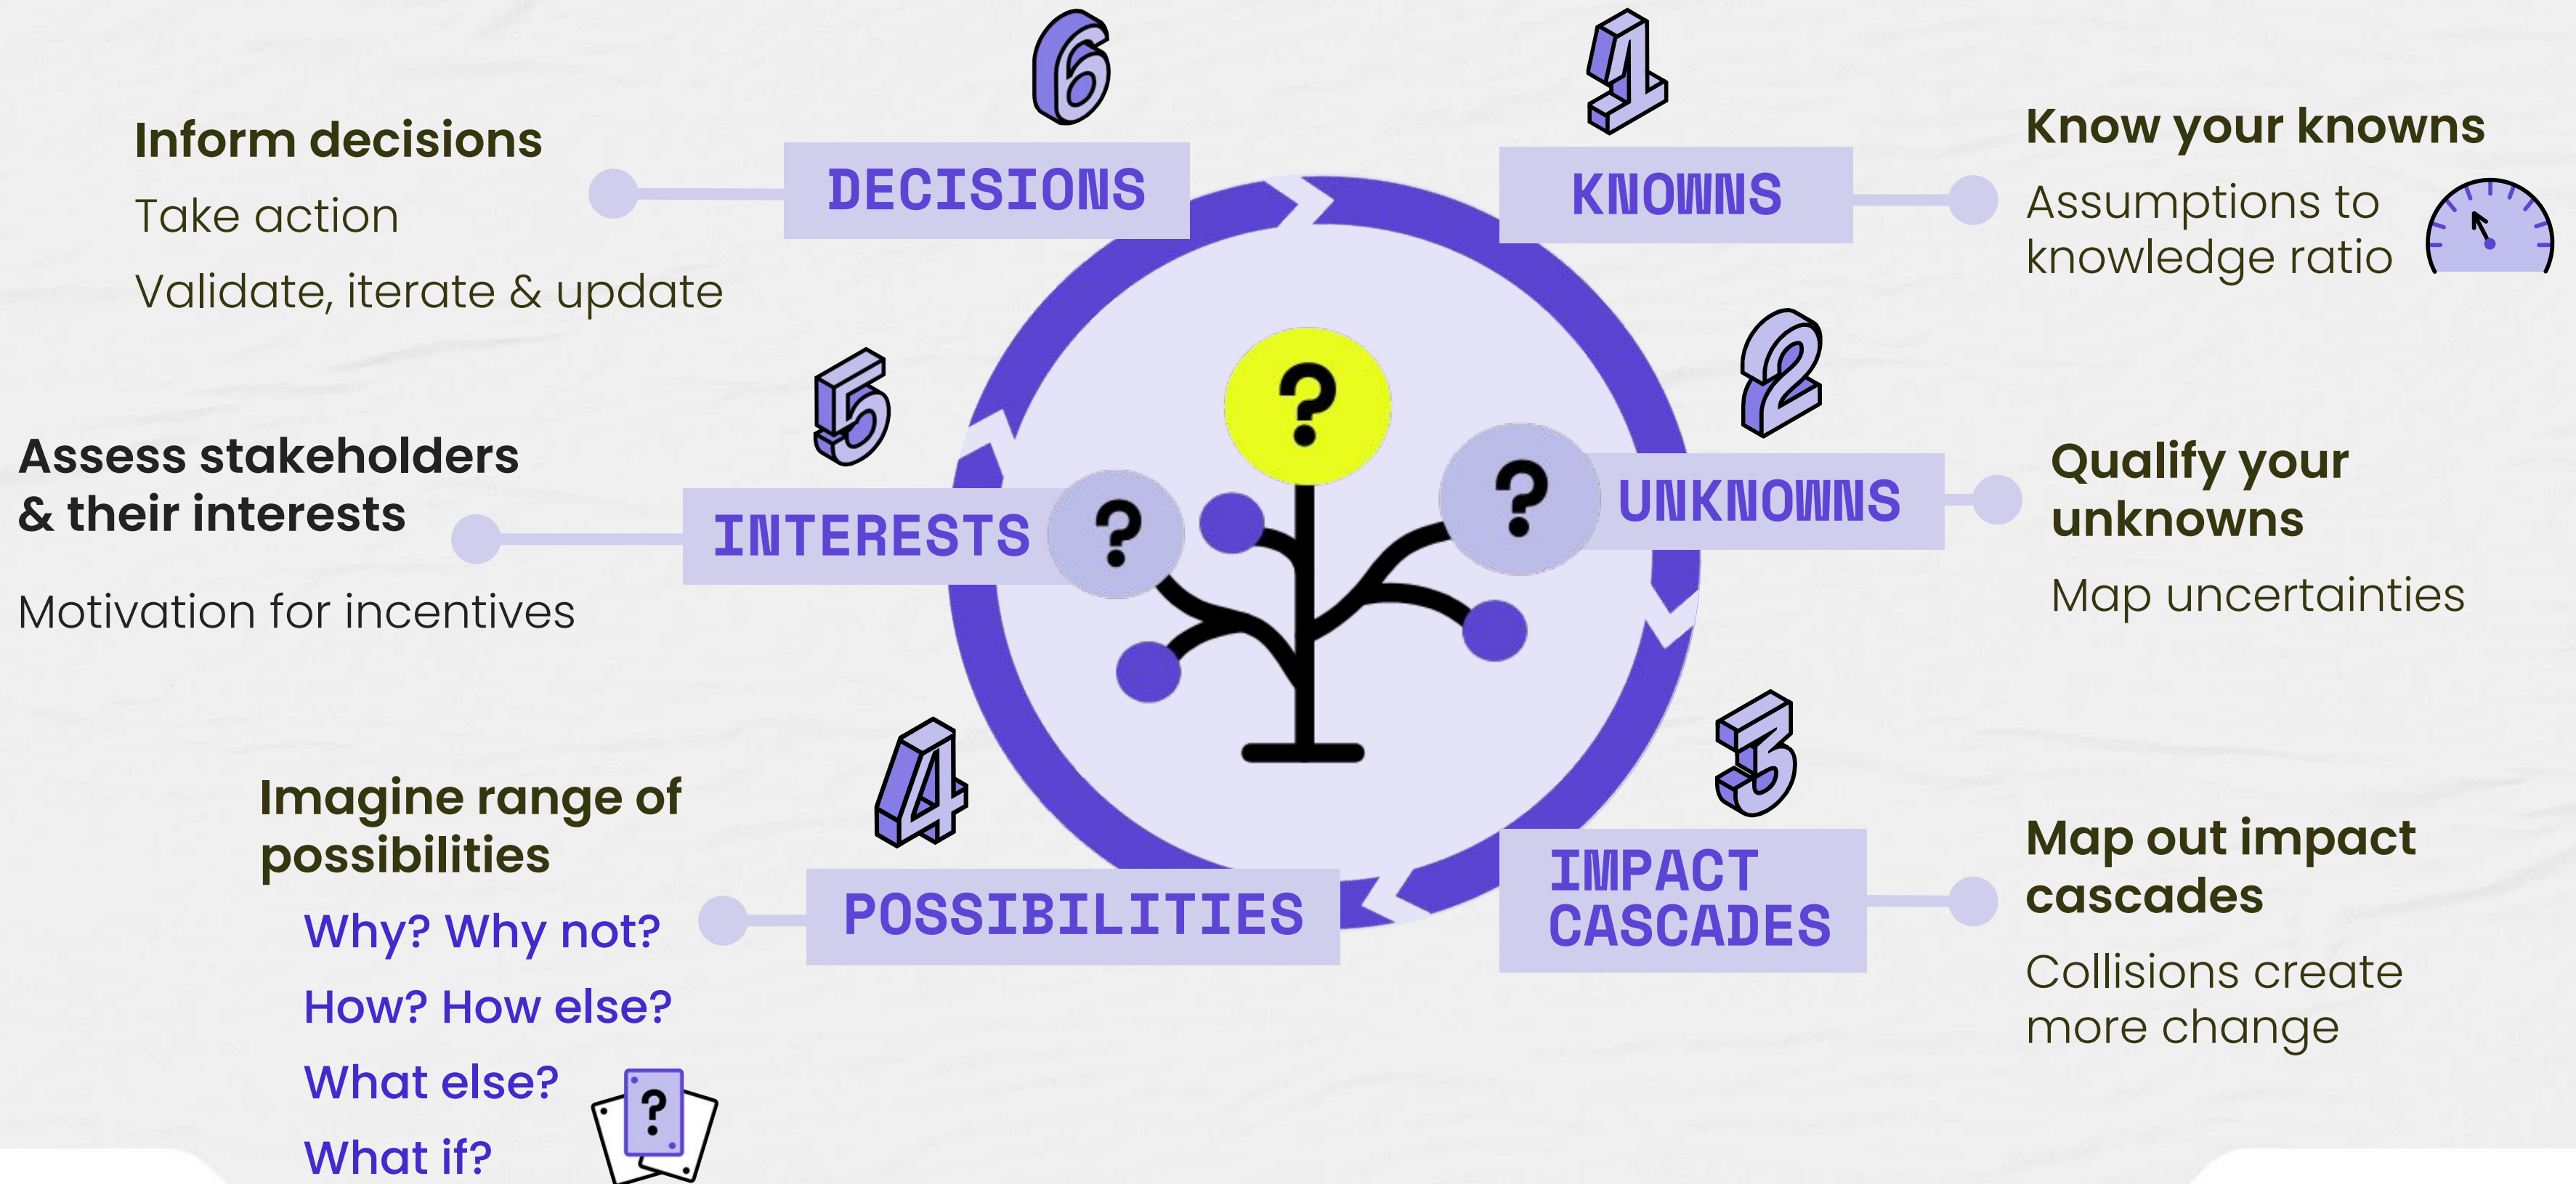 1
KNOWNS
Know your knowns
Assumptions to
knowledge ratio
2
?
UNKNOWNS
Qualify your
unknowns
Map uncertainties
3
IMPACT
CASCADES
Map out impact
cascades
Collisions create
more change
4
POSSIBILITIES
Imagine range of
possibilities
Why? Why not?
How? How else?
What else?
What if?
?
5
INTERESTS
?
Assess stakeholders
& their interests
Motivation for incentives
6
DECISIONS
Inform decisions
Take action
Validate, iterate & update
?